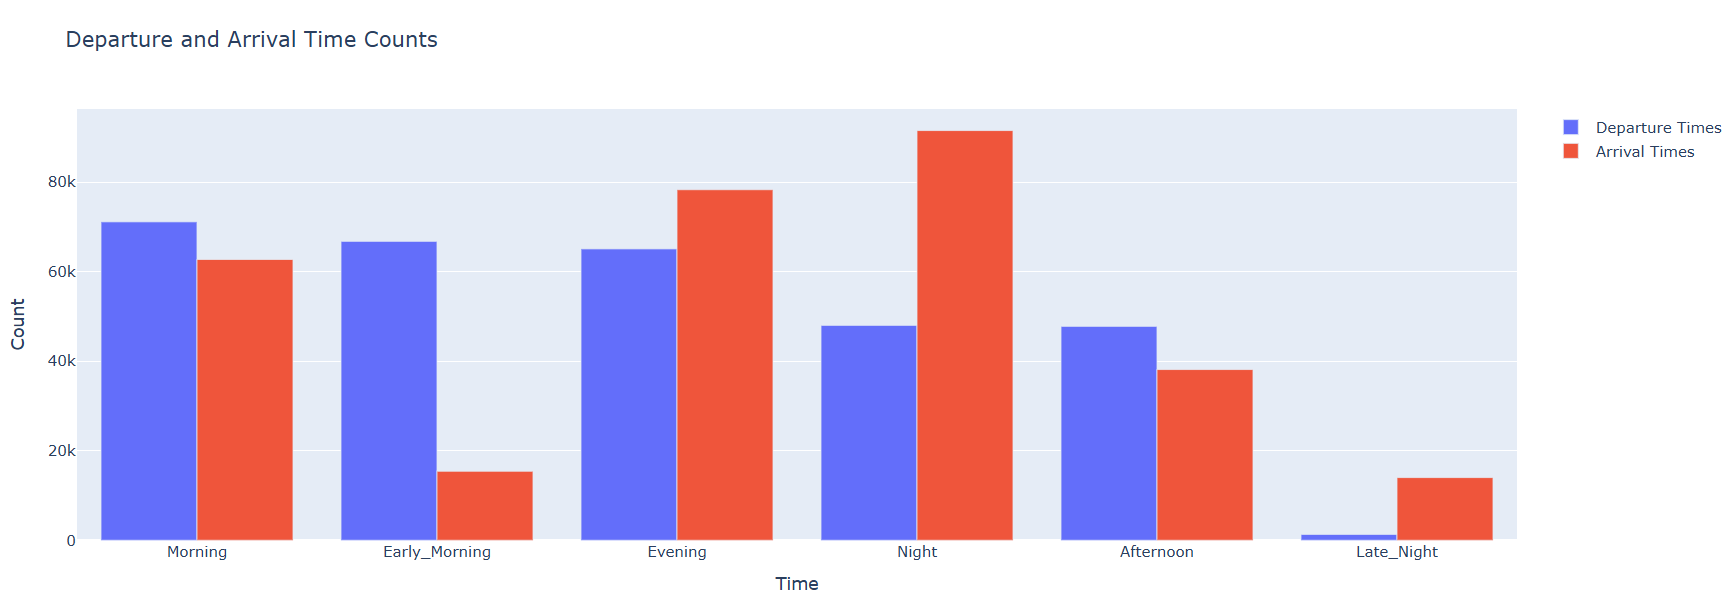 Departure and Arrival Time Counts
Departure Times
Arrival Times
80k
60k
40k
20k
0
Count
Morning
Early_Morning
Evening
Night
Afternoon
Late_Night
Time